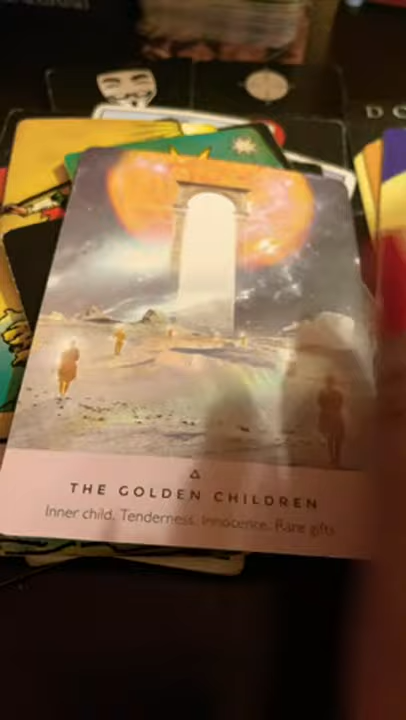 THE GOLDEN CHILDREN
Inner child. Tenderness. Innocence. Rare gifts